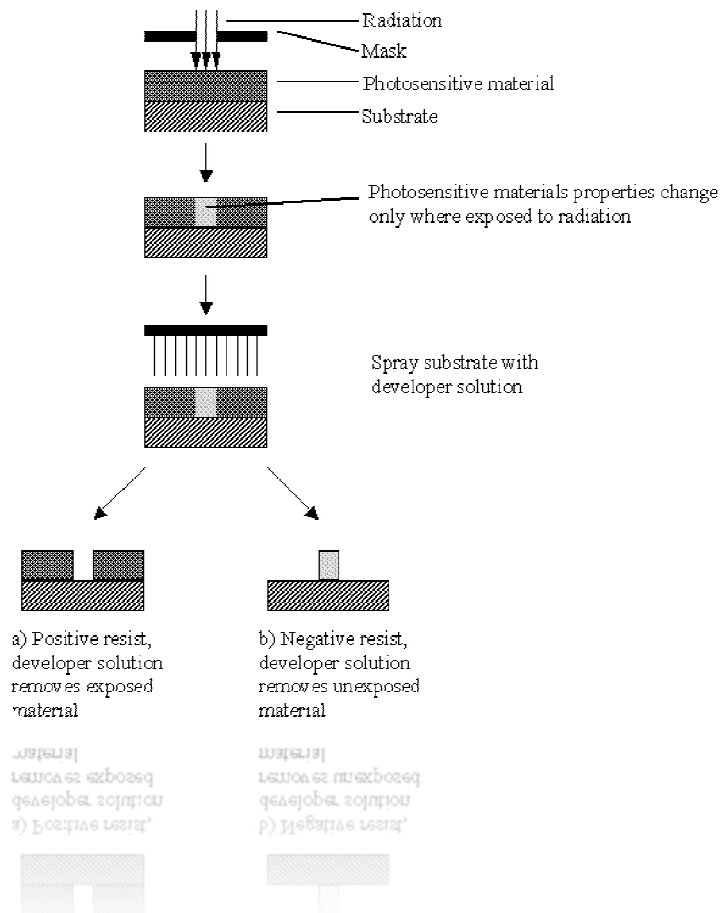 Radiation
Mask
Photosensitive material
Substrate
Photosensitive materials properties change
only where exposed to radiation
Spray substrate with
developer solution
a) Positive resist,
developer solution
removes exposed
material
b) Negative resist,
developer solution
removes unexposed
material